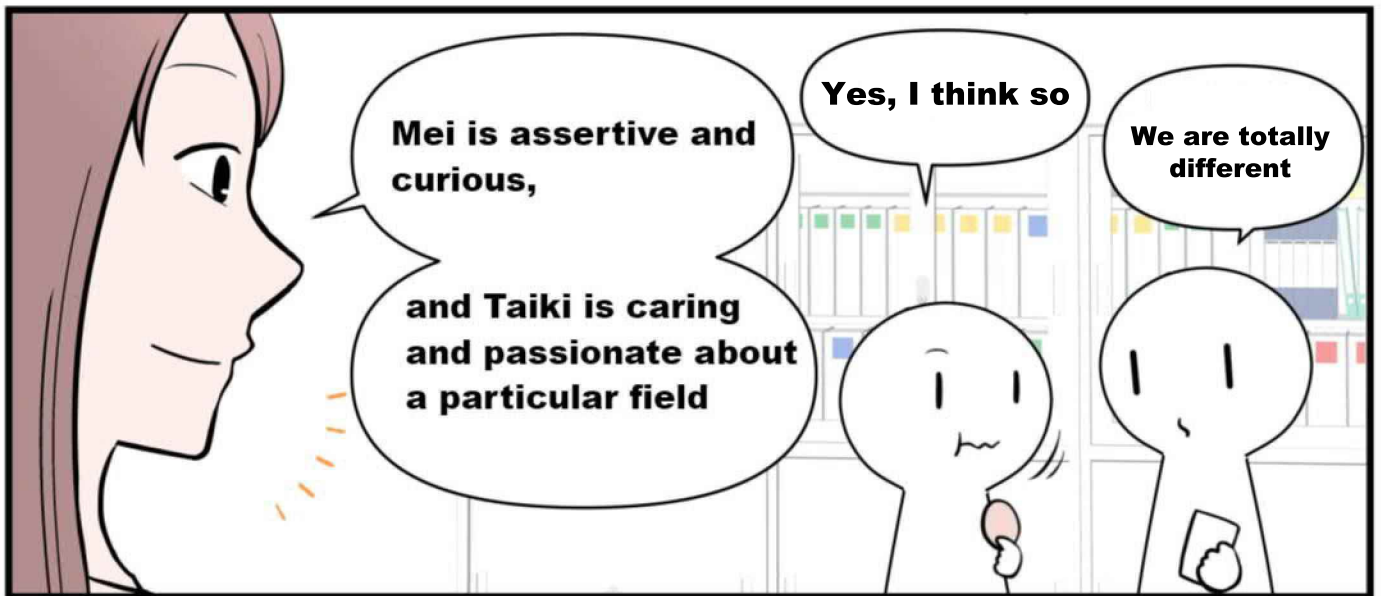 Mei is assertive and
curious,
and Taiki is caring
and passionate about
a particular field
Yes, I think so
We are totally
different